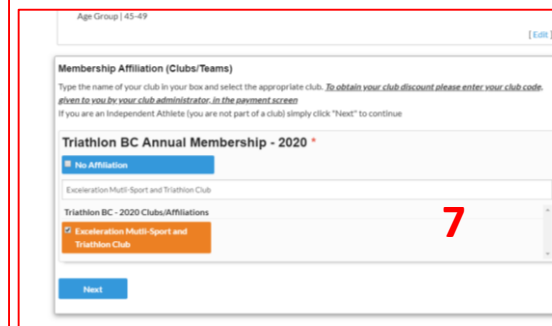 Age Group | 45-49
[ Edit ]
Membership Affiliation (Clubs/Teams)
Type the name of your club in your box and select the appropriate club. To obtain your club discount please enter your club code,
given to you by your club administrator, in the payment screen
If you are an Independent Athlete (you are not part of a club) simply click "Next" to continue
Triathlon BC Annual Membership - 2020 *
No Affiliation
Exceleration Mutli-Sport and Triathlon Club
Triathlon BC - 2020 Clubs/Affiliations
Exceleration Mutli-Sport and
Triathlon Club
7
Next